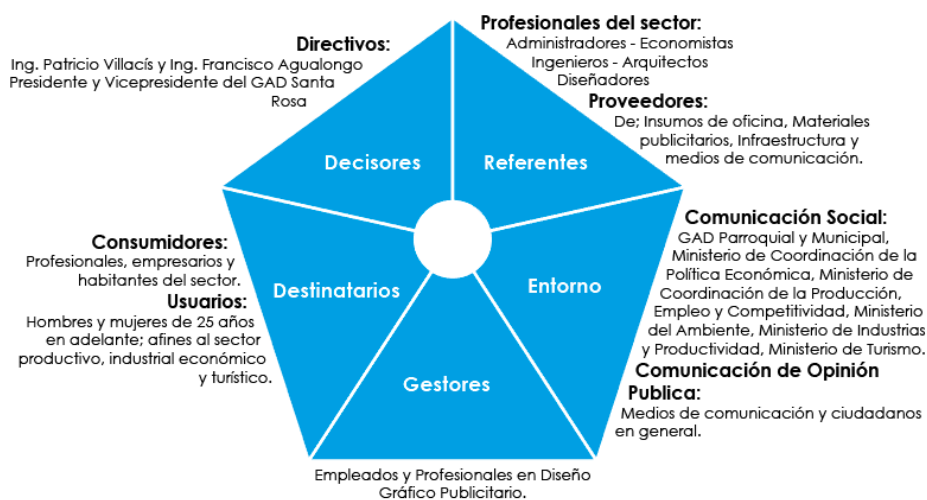 Directivos:
Ing. Patricio Villacís y Ing. Francisco Agualongo
Presidente y Vicepresidente del GAD Santa
Rosa
Decisores
Profesionales del sector:
Administradores - Economistas
Ingenieros - Arquitectos
Diseñadores
Proveedores:
De; Insumos de oficina, Materiales
publicitarios, Infraestructura y
medios de comunicación.
Referentes
Consumidores:
Profesionales, empresarios y
habitantes del sector.
Usuarios:
Hombres y mujeres de 25 años
en adelante; afines al sector
productivo, industrial económico
y turístico.
Destinatarios
Entorno
Comunicación Social:
GAD Parroquial y Municipal,
Ministerio de Coordinación de la
Política Económica, Ministerio de
Coordinación de la Producción,
Empleo y Competitividad, Ministerio
del Ambiente, Ministerio de Industrias
y Productividad, Ministerio de Turismo.
Comunicación de Opinión
Publica:
Medios de comunicación y ciudadanos
en general.
Gestores
Empleados y Profesionales en Diseño
Gráfico Publicitario.